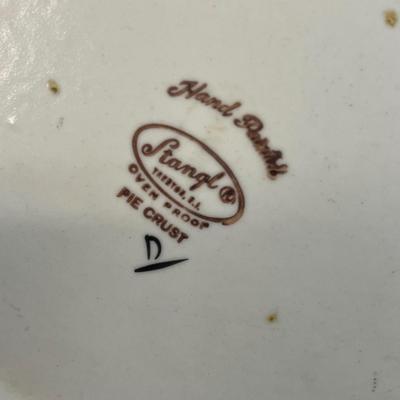 Hand Painted
Stangl ®
TRENTON, N.J.
OVEN PROOF
PIE CRUST